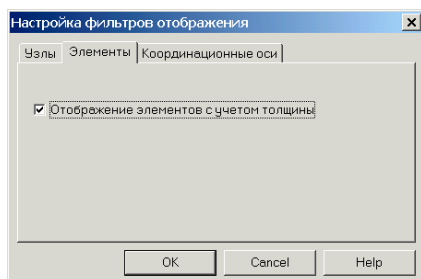 Настройка фильтров отображения
Узлы Элементы Координационные оси
Отображение элементов с учетом толщины
OK Cancel Help